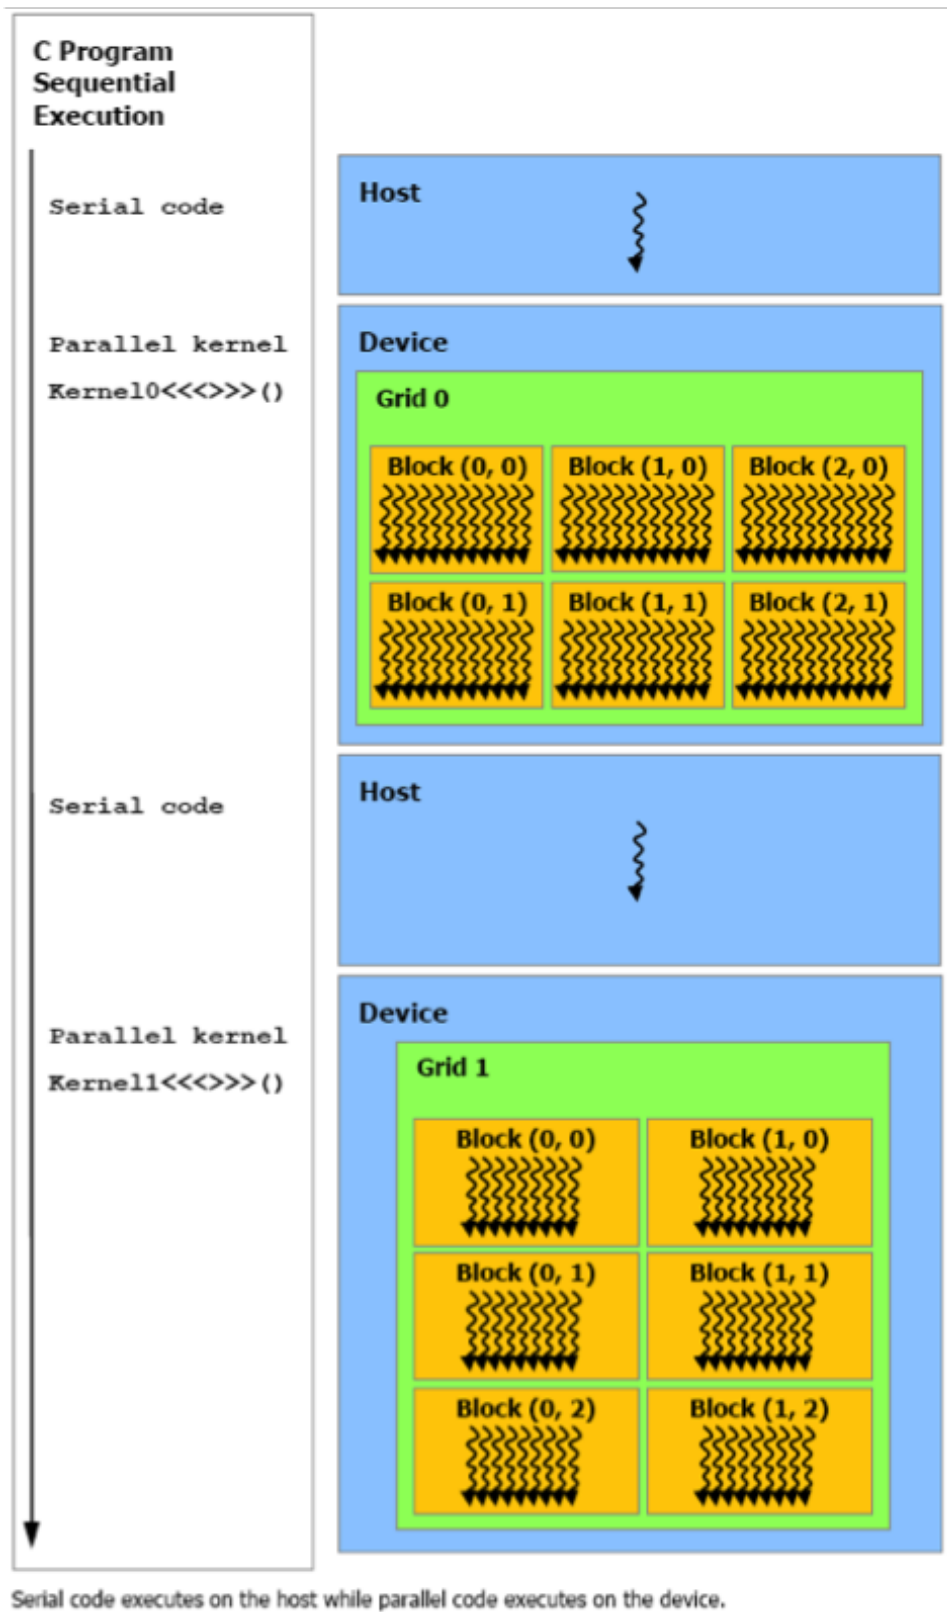 C Program
Sequential
Execution
Serial code
Host
Parallel kernel
Kernel0<<<>>>()
Device
Grid 0
Block (0, 0) Block (1, 0) Block (2, 0)
Block (0, 1) Block (1, 1) Block (2, 1)
Serial code
Host
Parallel kernel
Kernel1<<<>>>()
Device
Grid 1
Block (0, 0) Block (1, 0)
Block (0, 1) Block (1, 1)
Block (0, 2) Block (1, 2)
Serial code executes on the host while parallel code executes on the device.